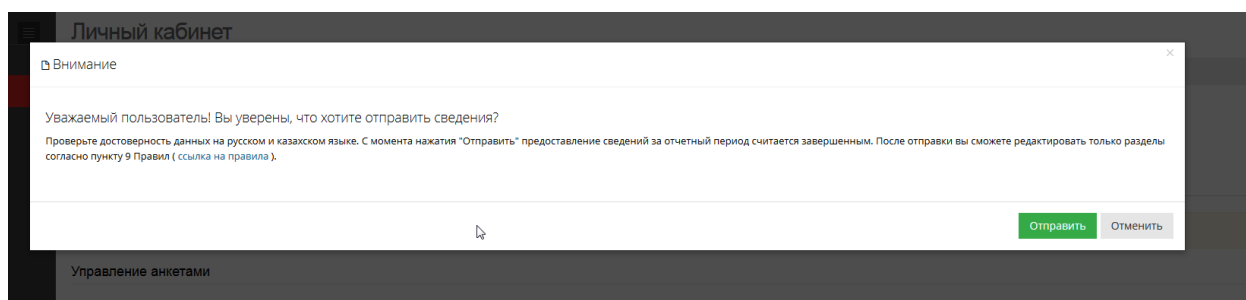 Личный кабинет
Внимание
×
Уважаемый пользователь! Вы уверены, что хотите отправить сведения?
Проверьте достоверность данных на русском и казахском языке. С момента нажатия "Отправить" предоставление сведений за отчетный период считается завершенным. После отправки вы сможете редактировать только разделы
согласно пункту 9 Правил ( ссылка на правила ).
Отправить Отменить
Управление анкетами